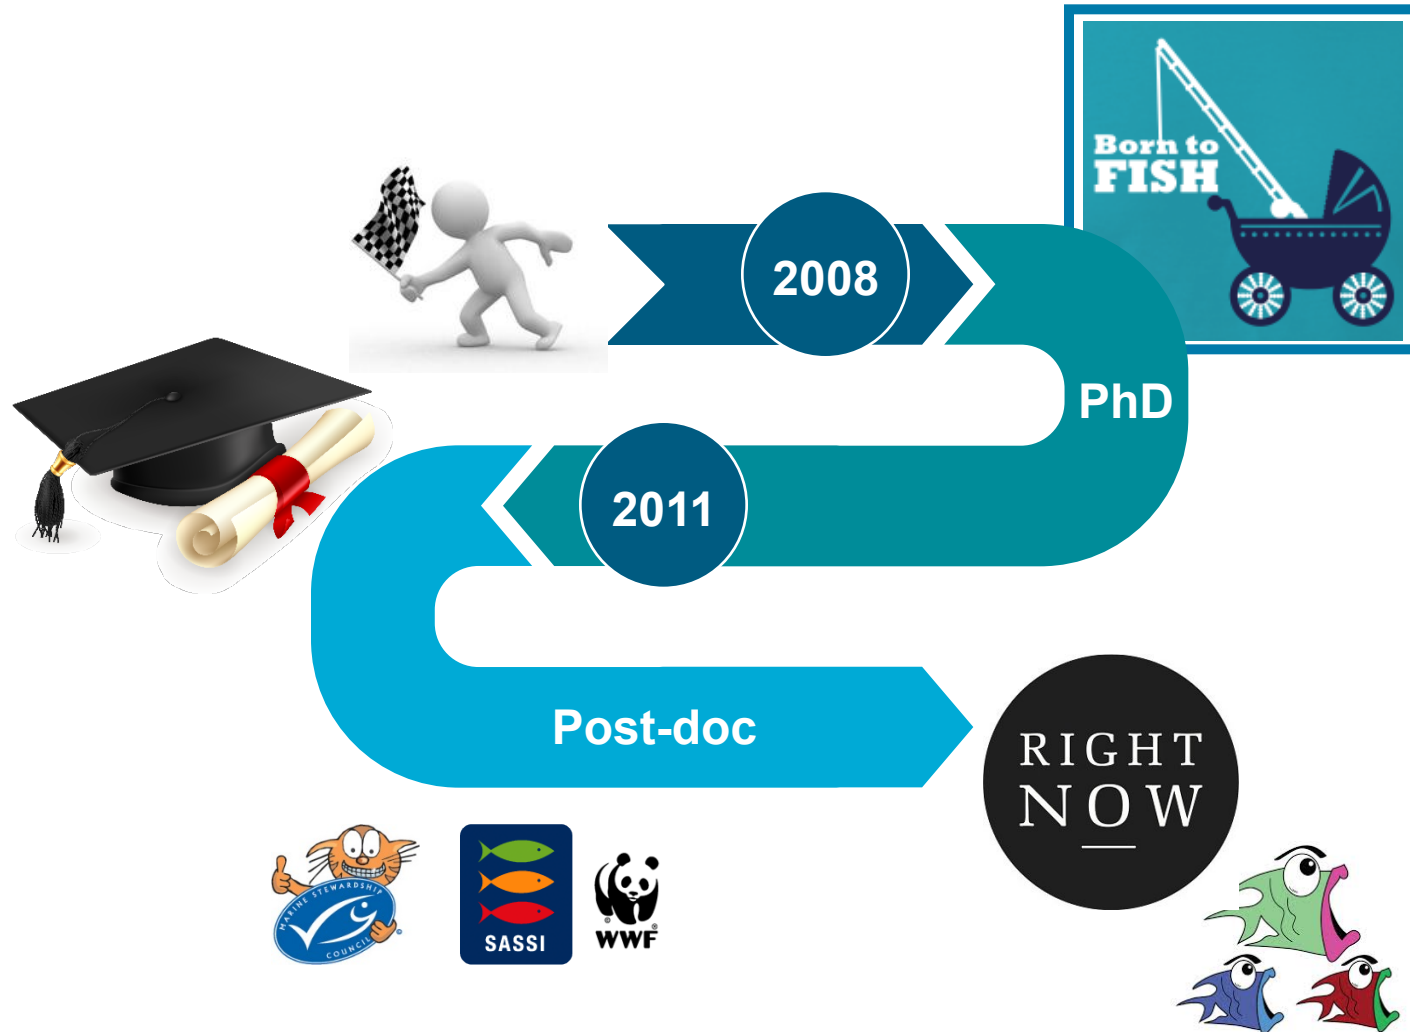 Born to
FISH
2008
PhD
2011
Post-doc
RIGHT
NOW
MARINE STEWARDSHIP
COUNCIL
SASSI
©
®
WWF